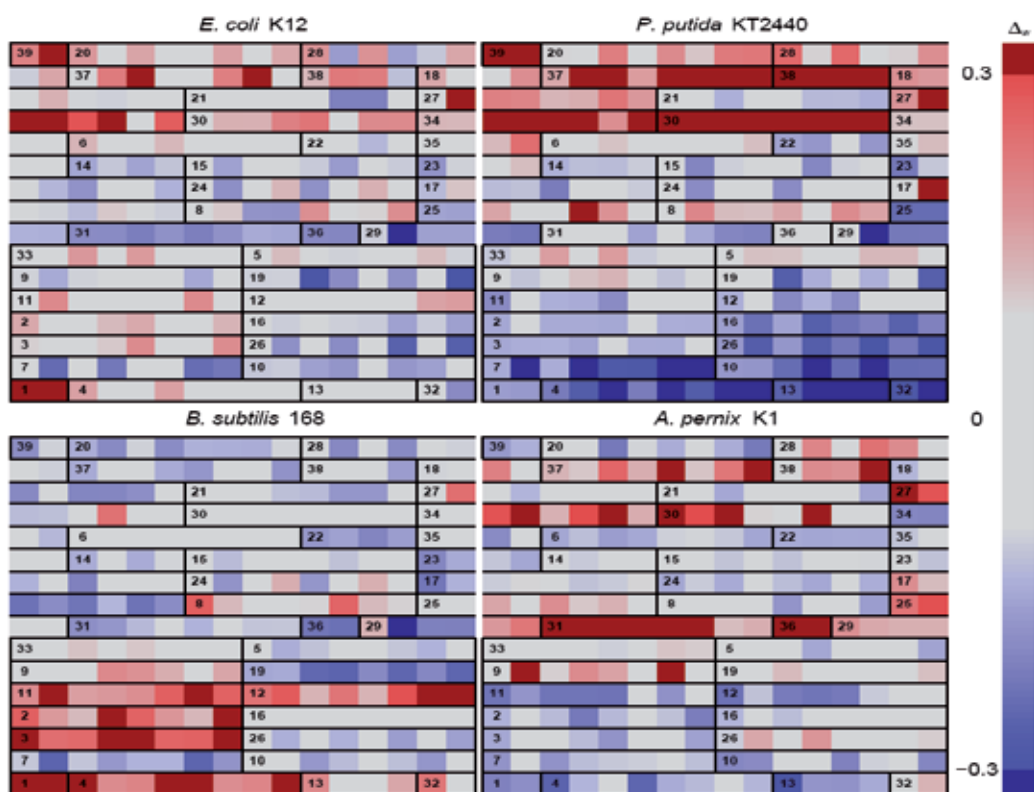 E. coli K12 P. putida KT2440 Δ
39 20 28 39 20 28
37 38 18 37 38 18 0.3
21 27 21 27
30 34 30 34
6 22 35 6 22 35
14 15 23 14 15 23
24 17 24 17
8 25 8 25
31 36 29 31 36 29
33 5 33 5
9 19 9 19
11 12 11 12
2 16 2 16
3 26 3 26
7 10 7 10
1 4 13 32 1 4 13 32
B. subtilis 168 A. pernix K1 0
39 20 28 39 20 28
37 38 18 37 38 18
21 27 21 27
30 34 30 34
6 22 35 6 22 35
14 15 23 14 15 23
24 17 24 17
8 25 8 25
31 36 29 31 36 29
33 5 33 5
9 19 9 19
11 12 11 12
2 16 2 16
3 26 3 26
7 10 7 10 −0.3
1 4 13 32 1 4 13 32